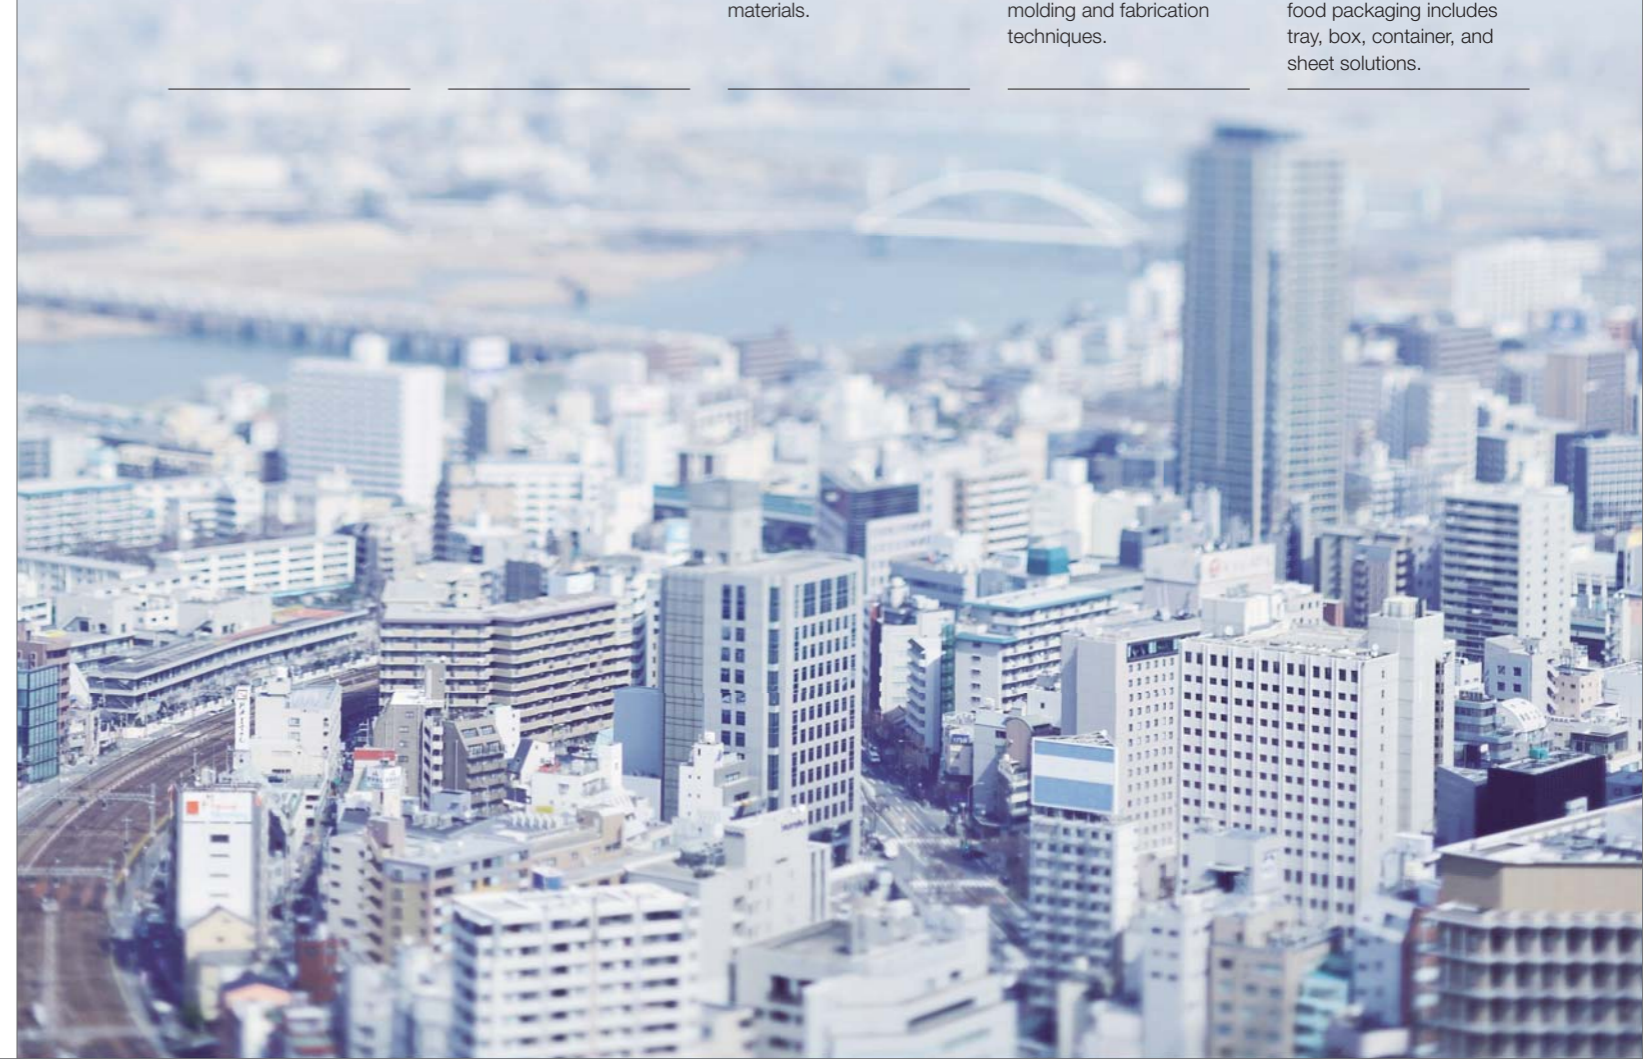 materials.
molding and fabrication
techniques.
food packaging includes
tray, box, container, and
sheet solutions.